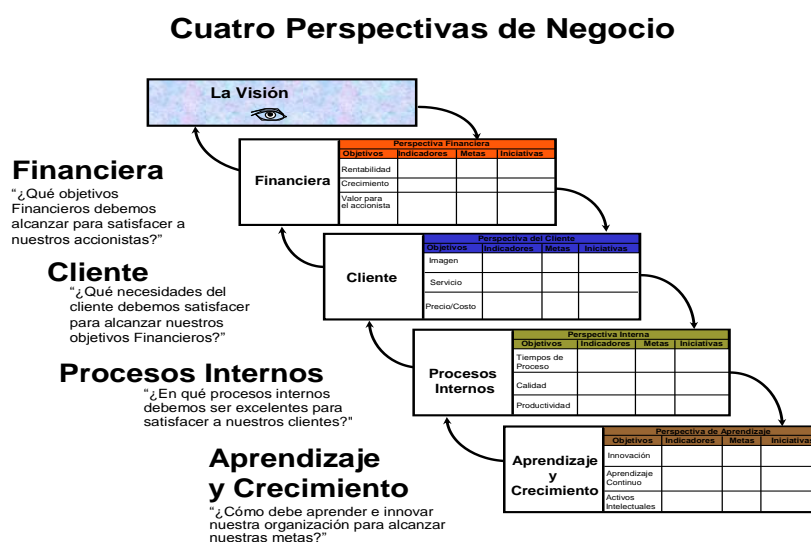 Cuatro Perspectivas de Negocio
La Visión
Financiera
“¿Qué objetivos
Financieros debemos
alcanzar para satisfacer a
nuestros accionistas?”
Financiera
Perspectiva Financiera
Objetivos Indicadores Metas Iniciativas
Rentabilidad
Crecimiento
Valor para
el accionista
Cliente
“¿Qué necesidades del
cliente debemos satisfacer
para alcanzar nuestros
objetivos Financieros?”
Cliente
Perspectiva del Cliente
Objetivos Indicadores Metas Iniciativas
Imagen
Servicio
Precio/Costo
Procesos Internos
“¿En qué procesos internos
debemos ser excelentes para
satisfacer a nuestros clientes?"
Procesos
Internos
Perspectiva Interna
Objetivos Indicadores Metas Iniciativas
Tiempos de
Proceso
Calidad
Productividad
Aprendizaje
y Crecimiento
“¿Cómo debe aprender e innovar
nuestra organización para alcanzar
nuestras metas?”
Aprendizaje
y
Crecimiento
Perspectiva de Aprendizaje
Objetivos Indicadores Metas Iniciativas
Innovación
Aprendizaje
Continuo
Activos
Intelectuales